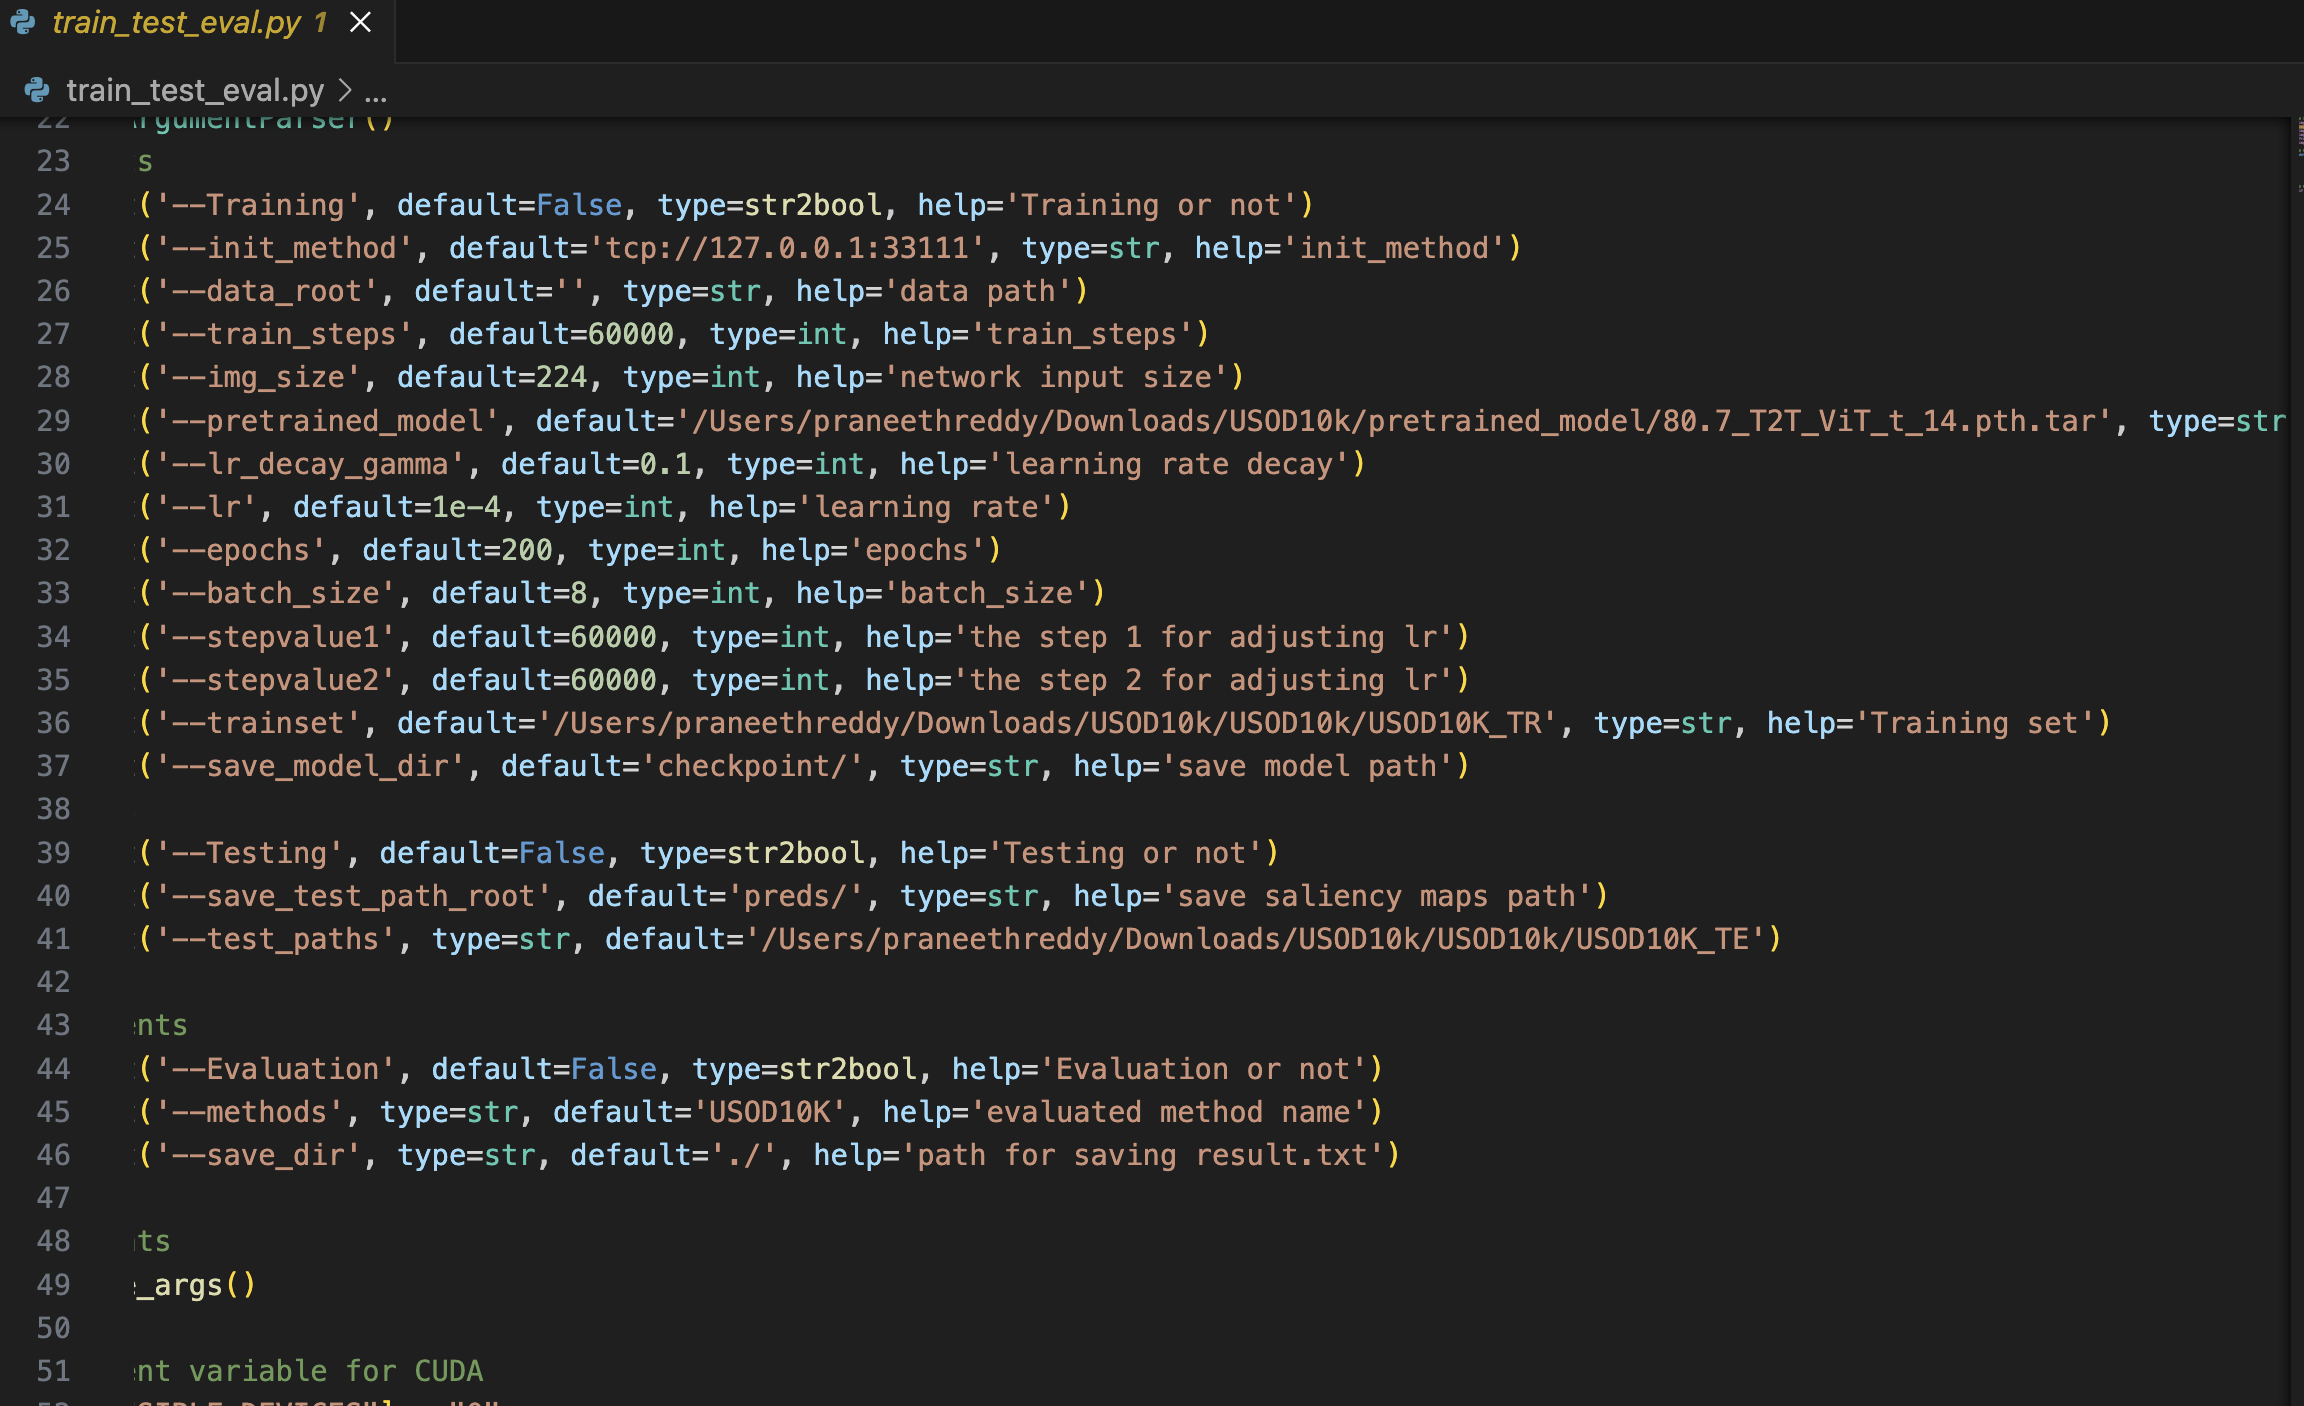 train_test_eval.py 1
train_test_eval.py > ...
22 ArgumentParser()
23 s
24 ('--Training', default=False, type=str2bool, help='Training or not')
25 ('--init_method', default='tcp://127.0.0.1:33111', type=str, help='init_method')
26 ('--data_root', default='', type=str, help='data path')
27 ('--train_steps', default=60000, type=int, help='train_steps')
28 ('--img_size', default=224, type=int, help='network input size')
29 ('--pretrained_model', default='/Users/praneethreddy/Downloads/USOD10k/pretrained_model/80.7_T2T_ViT_t_14.pth.tar', type=str
30 ('--lr_decay_gamma', default=0.1, type=int, help='learning rate decay')
31 ('--lr', default=1e-4, type=int, help='learning rate')
32 ('--epochs', default=200, type=int, help='epochs')
33 ('--batch_size', default=8, type=int, help='batch_size')
34 ('--stepvalue1', default=60000, type=int, help='the step 1 for adjusting lr')
35 ('--stepvalue2', default=60000, type=int, help='the step 2 for adjusting lr')
36 ('--trainset', default='/Users/praneethreddy/Downloads/USOD10k/USOD10k/USOD10K_TR', type=str, help='Training set')
37 ('--save_model_dir', default='checkpoint/', type=str, help='save model path')
38
39 ('--Testing', default=False, type=str2bool, help='Testing or not')
40 ('--save_test_path_root', default='preds/', type=str, help='save saliency maps path')
41 ('--test_paths', type=str, default='/Users/praneethreddy/Downloads/USOD10k/USOD10k/USOD10K_TE')
42
43 nts
44 ('--Evaluation', default=False, type=str2bool, help='Evaluation or not')
45 ('--methods', type=str, default='USOD10K', help='evaluated method name')
46 ('--save_dir', type=str, default='./', help='path for saving result.txt')
47
48 ts
49 _args()
50
51 nt variable for CUDA